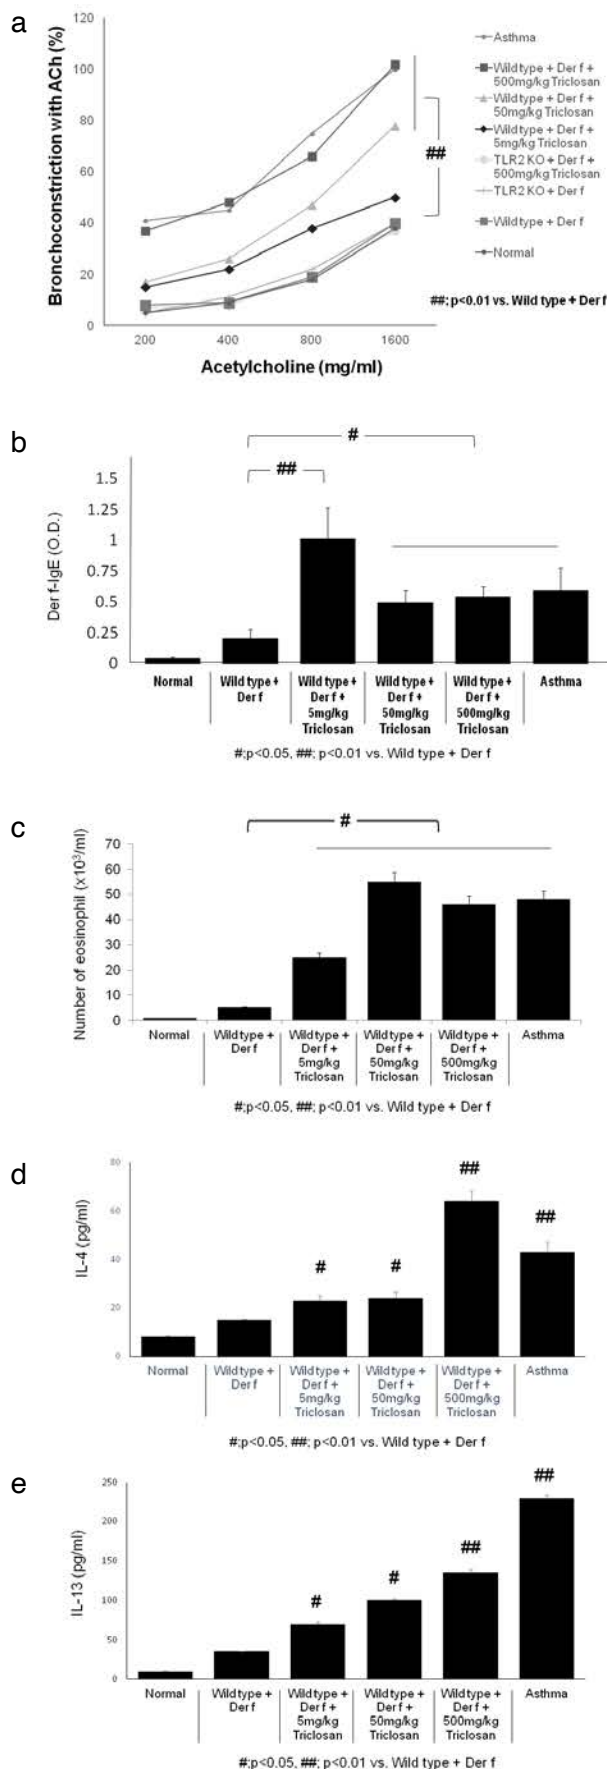 a
120
100
80
60
40
20
0
Bronchoconstriction with ACh (%)
200 400 800 1600
Acetylcholine (mg/ml)
##
Asthma
Wild type + Der f +
500mg/kg Triclosan
Wild type + Der f +
50mg/kg Triclosan
Wild type + Der f +
5mg/kg Triclosan
TLR2 KO + Der f +
500mg/kg Triclosan
TLR2 KO + Der f
Wild type + Der f
Normal
##; p<0.01 vs. Wild type + Der f
b
#
##
1.5
1.25
1
0.75
0.5
0.25
0
Der f-IgE (O.D.)
Normal
Wild type +
Der f
Wild type +
Der f +
5mg/kg
Triclosan
Wild type +
Der f +
50mg/kg
Triclosan
Wild type +
Der f +
500mg/kg
Triclosan
Asthma
#;p<0.05, ##; p<0.01 vs. Wild type + Der f
c
#
70
60
50
40
30
20
10
0
Number of eosinophil (x10³/ml)
Normal
Wild type +
Der f
Wild type +
Der f +
5mg/kg
Triclosan
Wild type +
Der f +
50mg/kg
Triclosan
Wild type +
Der f +
500mg/kg
Triclosan
Asthma
#;p<0.05, ##; p<0.01 vs. Wild type + Der f
d
80
60
40
20
0
IL-4 (pg/ml)
#
#
##
##
Normal
Wild type +
Der f
Wild type +
Der f +
5mg/kg
Triclosan
Wild type +
Der f +
50mg/kg
Triclosan
Wild type +
Der f +
500mg/kg
Triclosan
Asthma
#;p<0.05, ##; p<0.01 vs. Wild type + Der f
e
250
200
150
100
50
0
IL-13 (pg/ml)
#
#
##
##
Normal
Wild type +
Der f
Wild type +
Der f +
5mg/kg
Triclosan
Wild type +
Der f +
50mg/kg
Triclosan
Wild type +
Der f +
500mg/kg
Triclosan
Asthma
#;p<0.05, ##; p<0.01 vs. Wild type + Der f